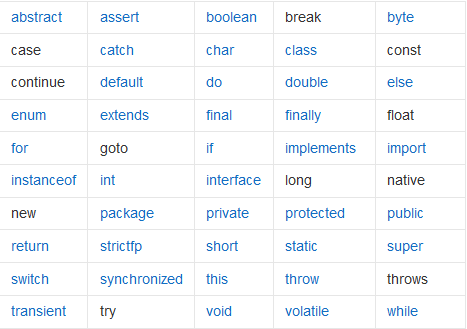 abstract assert boolean break byte
case catch char class const
continue default do double else
enum extends final finally float
for goto if implements import
instanceof int interface long native
new package private protected public
return strictfp short static super
switch synchronized this throw throws
transient try void volatile while